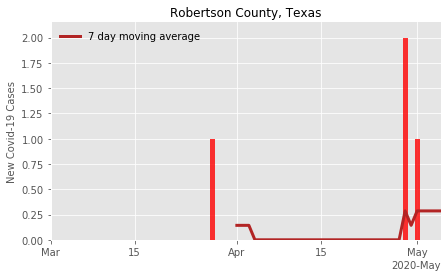 Robertson County, Texas
7 day moving average
New Covid-19 Cases
2.00
1.75
1.50
1.25
1.00
0.75
0.50
0.25
0.00
Mar 15 Apr 15 May
2020-May